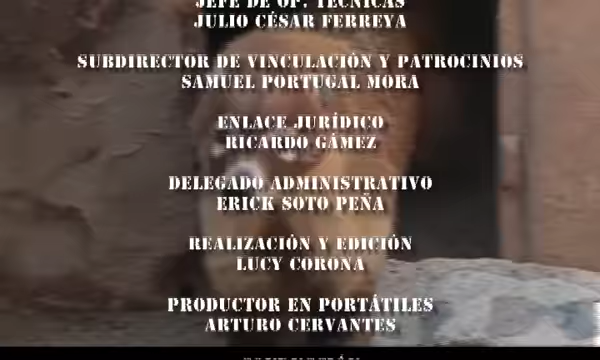 JEFE DE OP. TÉCNICAS
JULIO CÉSAR FERREYA
SUBDIRECTOR DE VINCULACIÓN Y PATROCINIOS
SAMUEL PORTUGAL MORA
ENLACE JURÍDICO
RICARDO GÁMEZ
DELEGADO ADMINISTRATIVO
ERICK SOTO PEÑA
REALIZACIÓN Y EDICIÓN
LUCY CORONA
PRODUCTOR EN PORTÁTILES
ARTURO CERVANTES